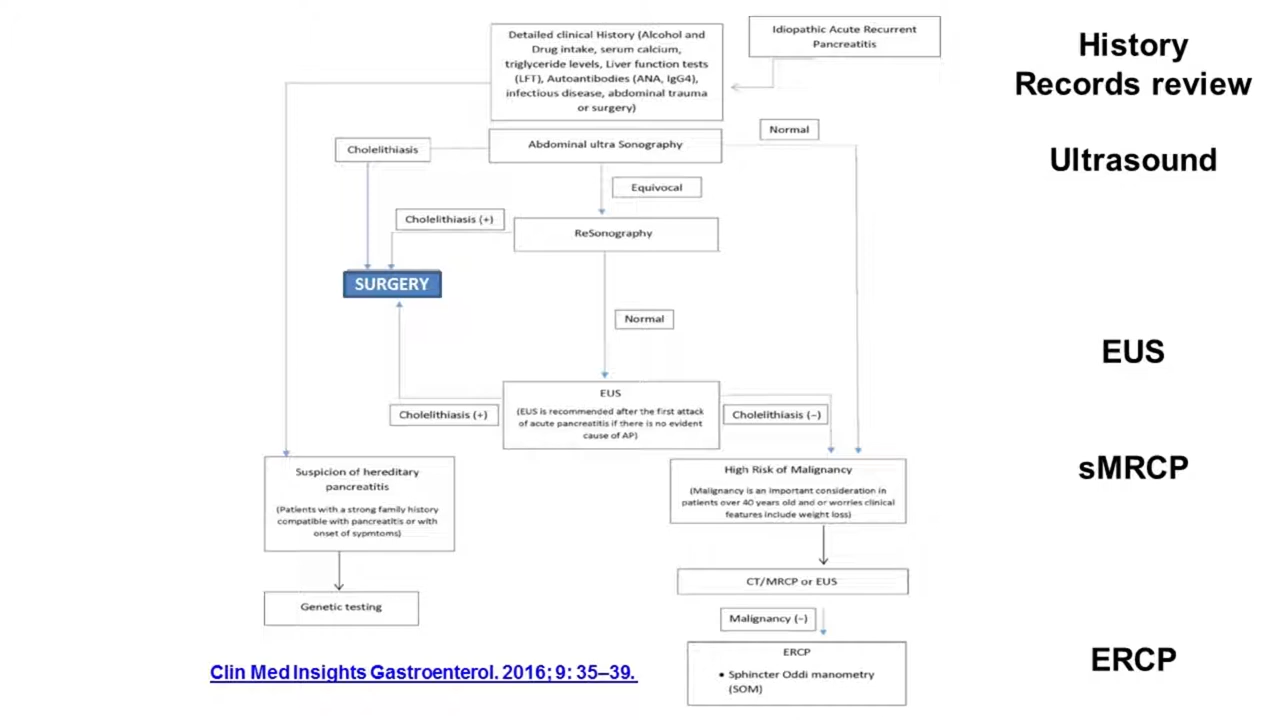 Detailed clinical History (Alcohol and
Drug intake, serum calcium,
triglyceride levels, Liver function tests
(LFT), Autoantibodies (ANA, IgG4),
infectious disease, abdominal trauma
or surgery)
Idiopathic Acute Recurrent
Pancreatitis
History
Records review
Normal
Cholelithiasis
Abdominal ultra Sonography
Ultrasound
Equivocal
Cholelithiasis (+)
ReSonography
SURGERY
Normal
EUS
EUS
(EUS is recommended after the first attack
of acute pancreatitis if there is no evident
cause of AP)
Cholelithiasis (+)
Cholelithiasis (−)
Suspicion of hereditary
pancreatitis
(Patients with a strong family history
compatible with pancreatitis or with
onset of sypmtoms)
High Risk of Malignancy
(Malignancy is an important consideration in
patients over 40 years old and or worries clinical
features include weight loss)
sMRCP
Genetic testing
CT/MRCP or EUS
Malignancy (−)
ERCP
• Sphincter Oddi manometry
(SOM)
ERCP
Clin Med Insights Gastroenterol. 2016; 9: 35–39.